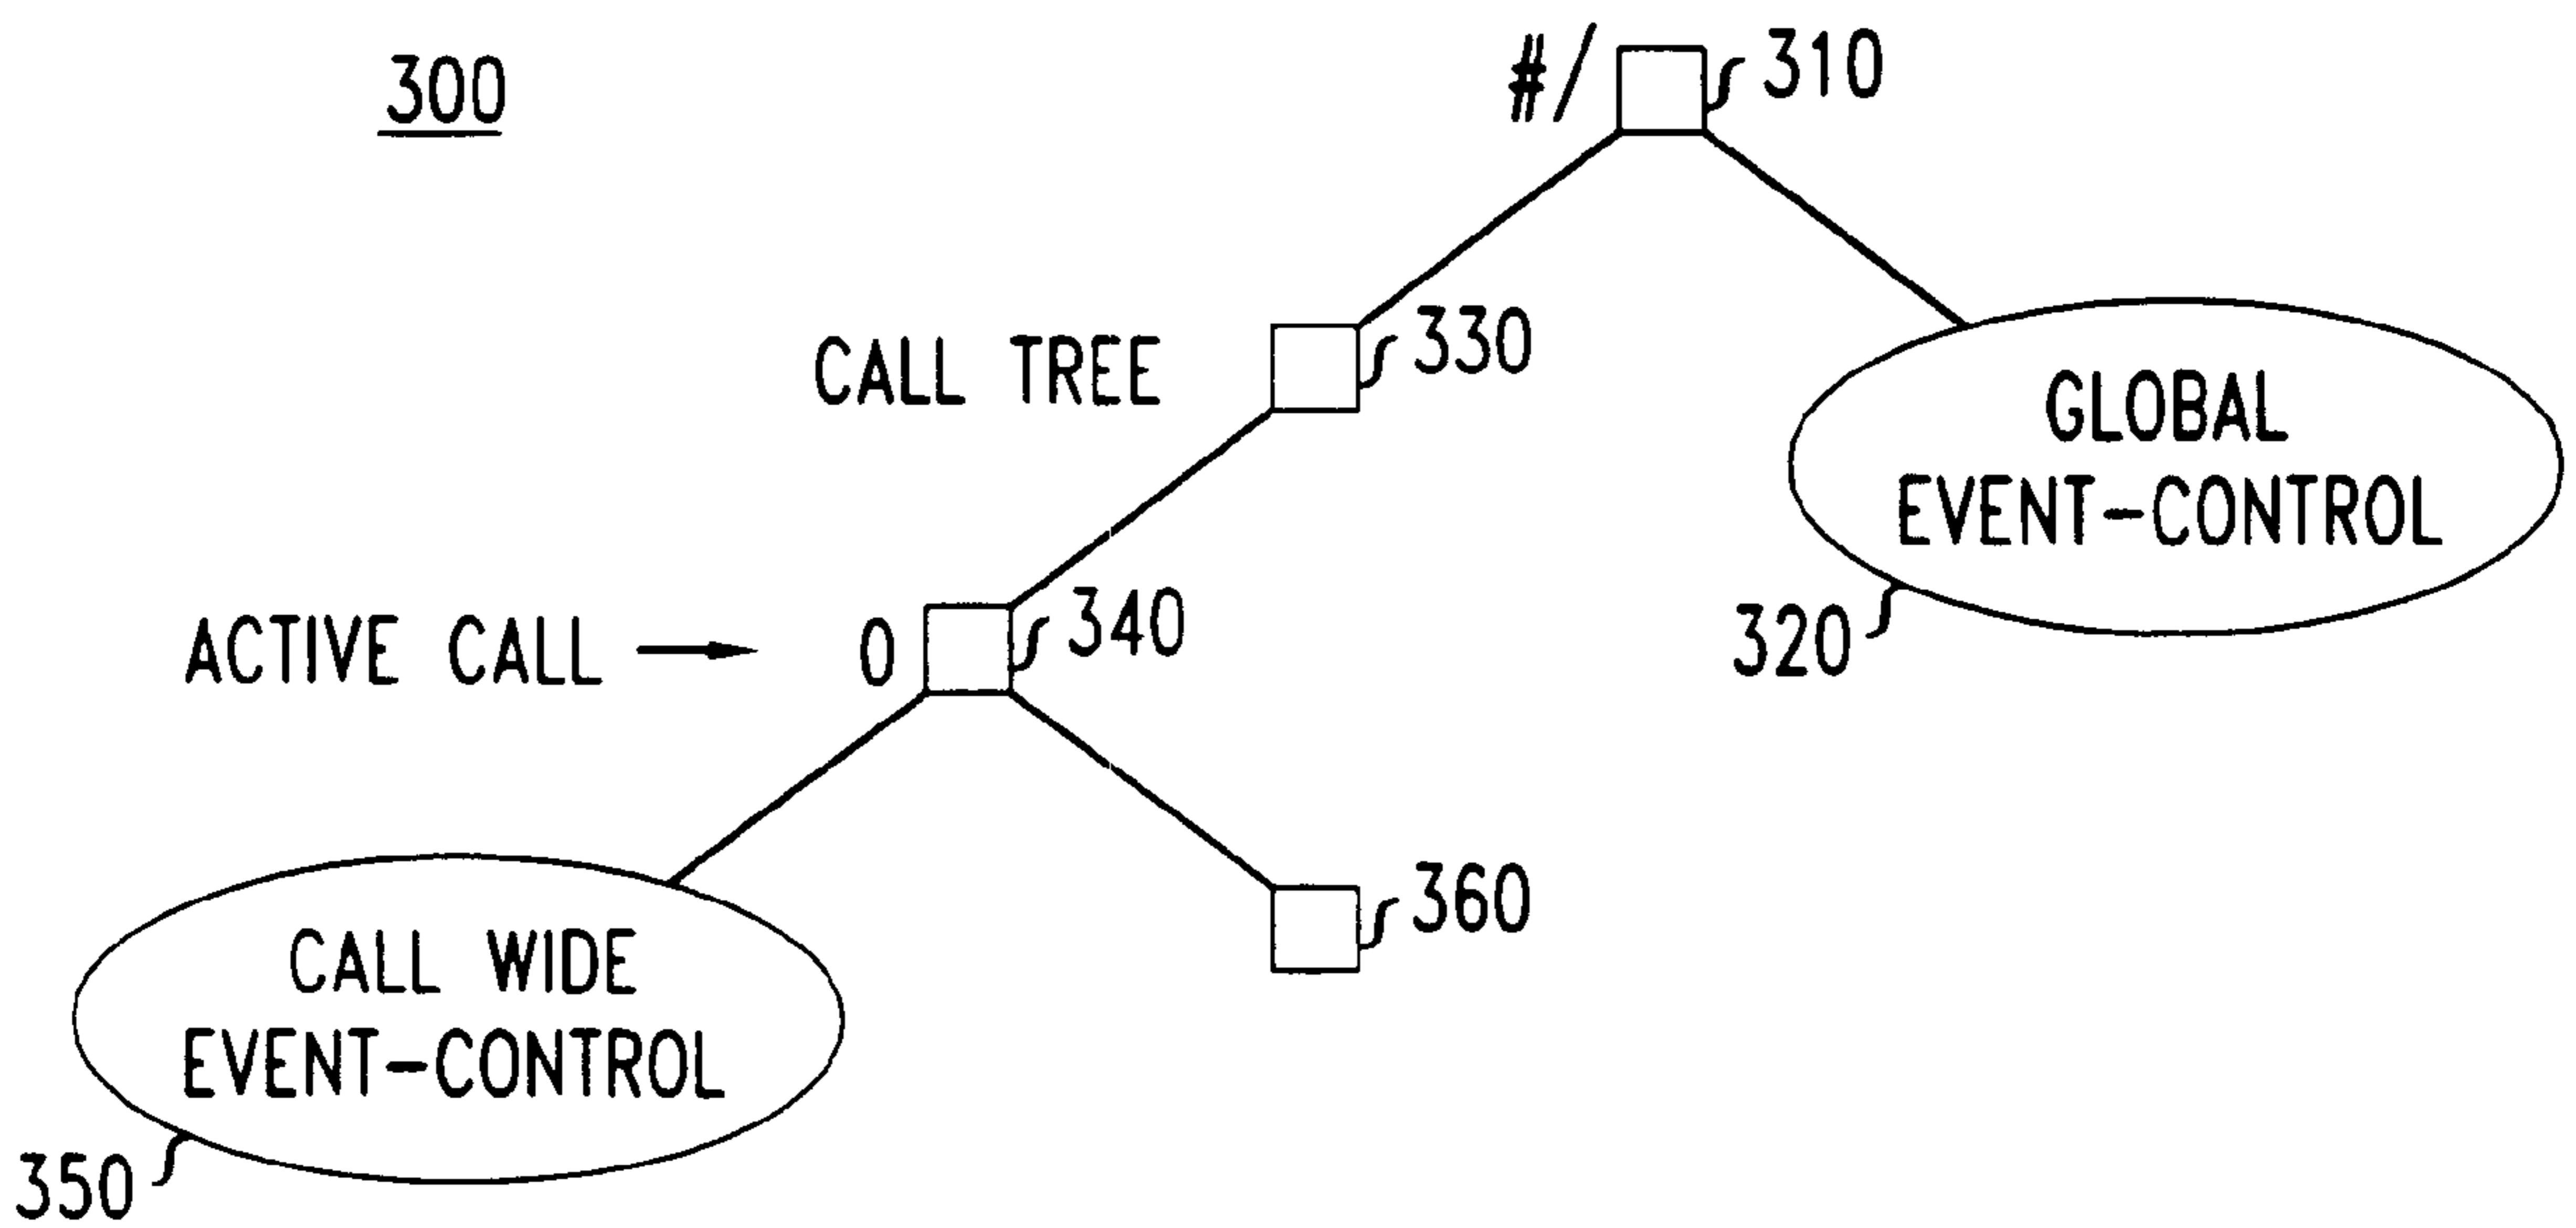 300
#/ 310
CALL TREE 330
GLOBAL
EVENT-CONTROL
320
ACTIVE CALL → 0 340
360
CALL WIDE
EVENT-CONTROL
350